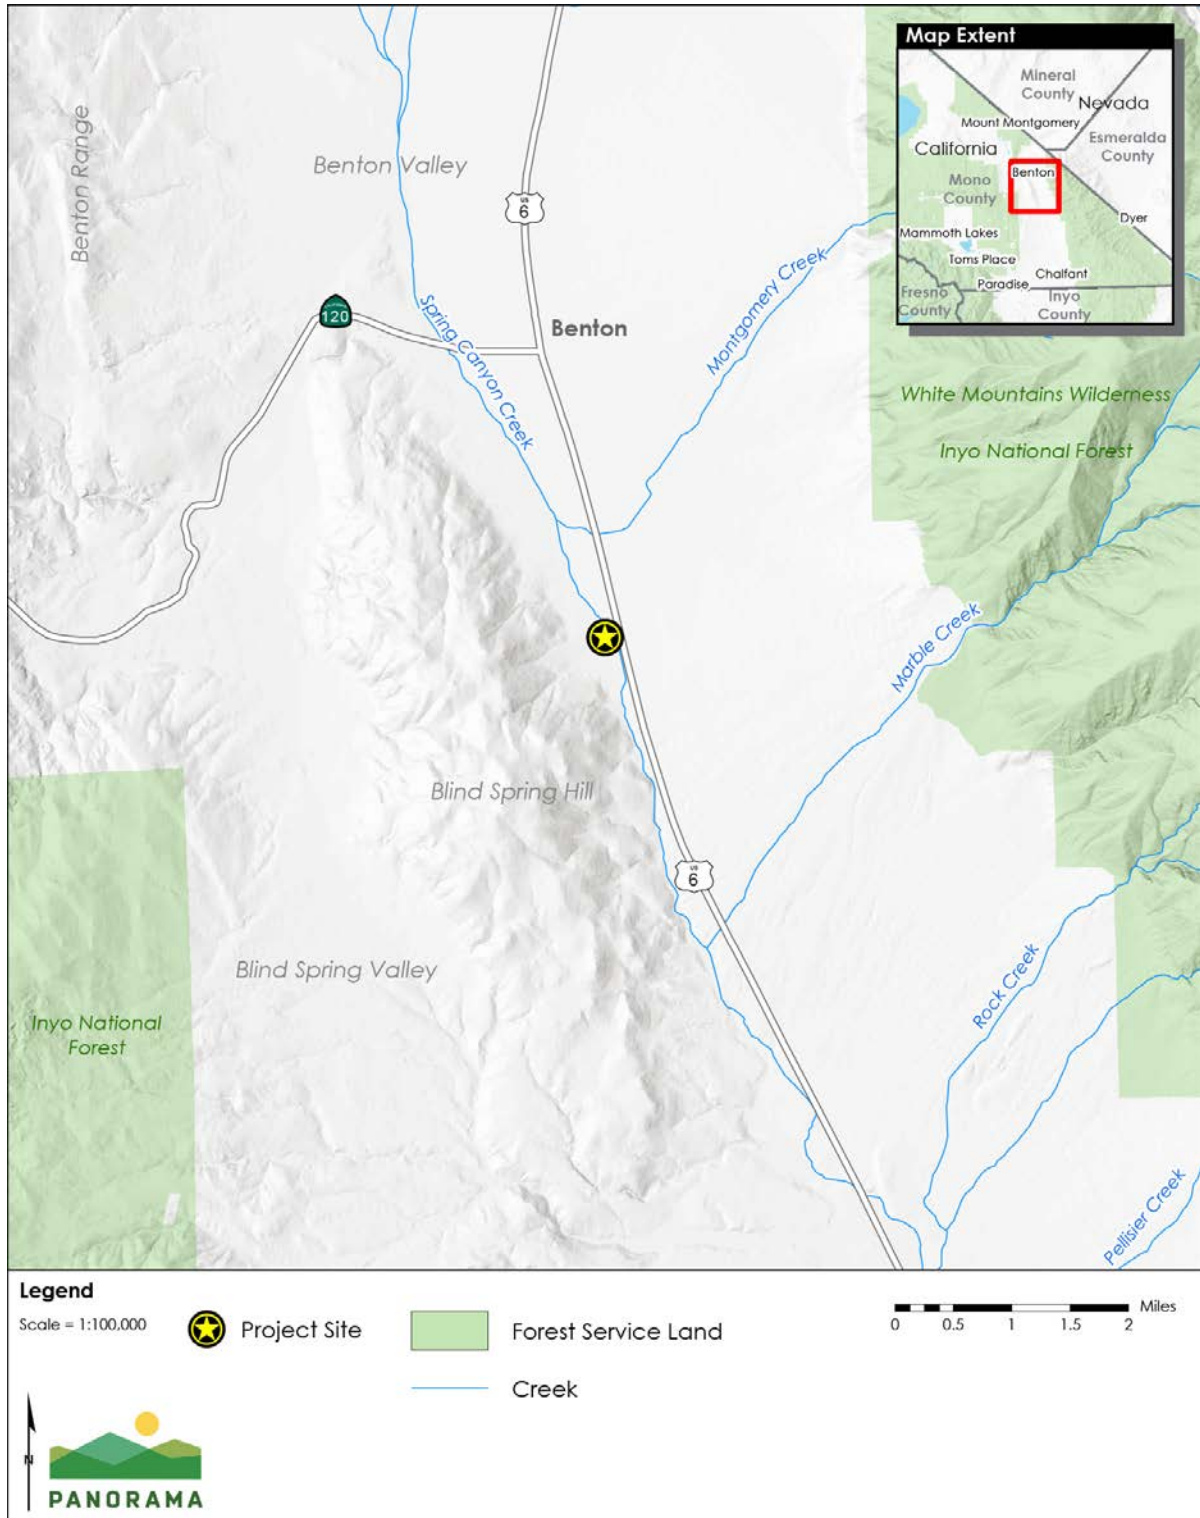 Map Extent
Mineral
County
Nevada
Mount Montgomery
Esmeralda
County
California
Benton
Mono
County
Dyer
Mammoth Lakes
Toms Place
Chalfant
Paradise
Fresno
County
Inyo
County
Benton Range
Benton Valley
US
6
120
Spring Canyon Creek
Benton
Montgomery Creek
White Mountains Wilderness
Inyo National Forest
Marble Creek
Blind Spring Hill
US
6
Blind Spring Valley
Rock Creek
Inyo National
Forest
Pellisier Creek
Legend
Scale = 1:100,000
Project Site
Forest Service Land
Creek
Miles
0 0.5 1 1.5 2
N
PANORAMA